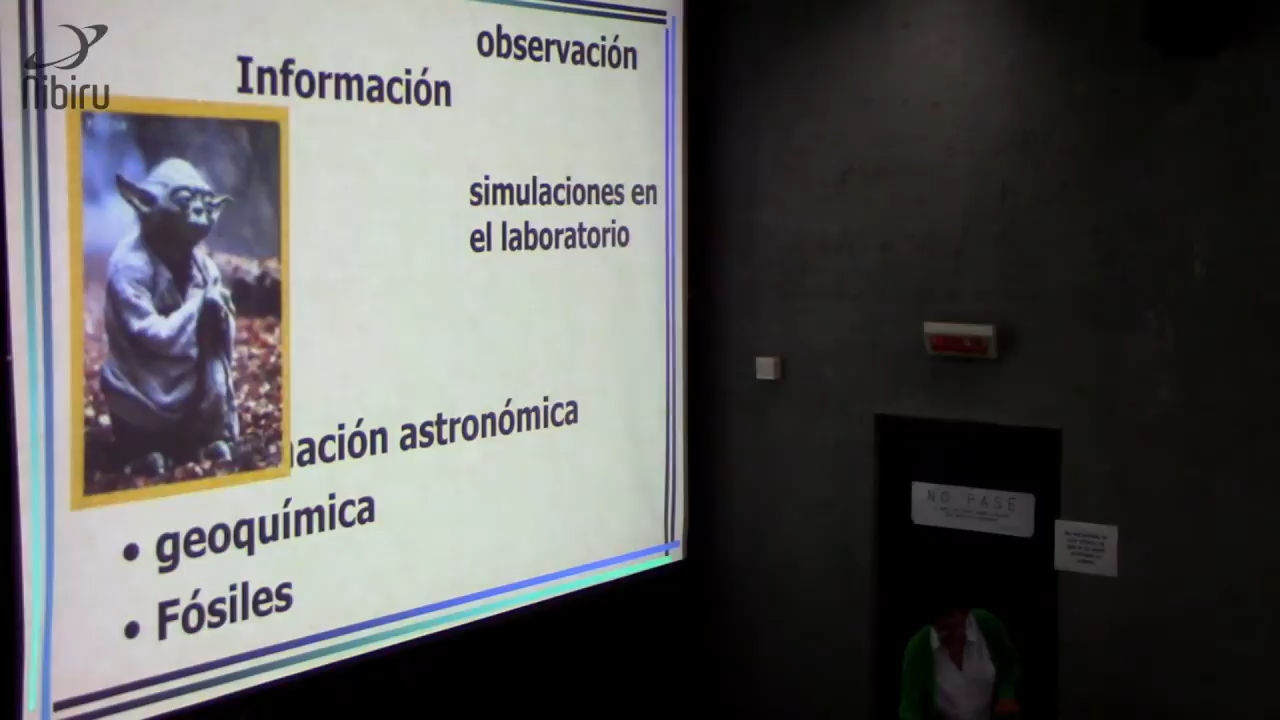 Nibiru
observación
Información
simulaciones en
el laboratorio
ación astronómica
• geoquímica
• Fósiles
NO PASE